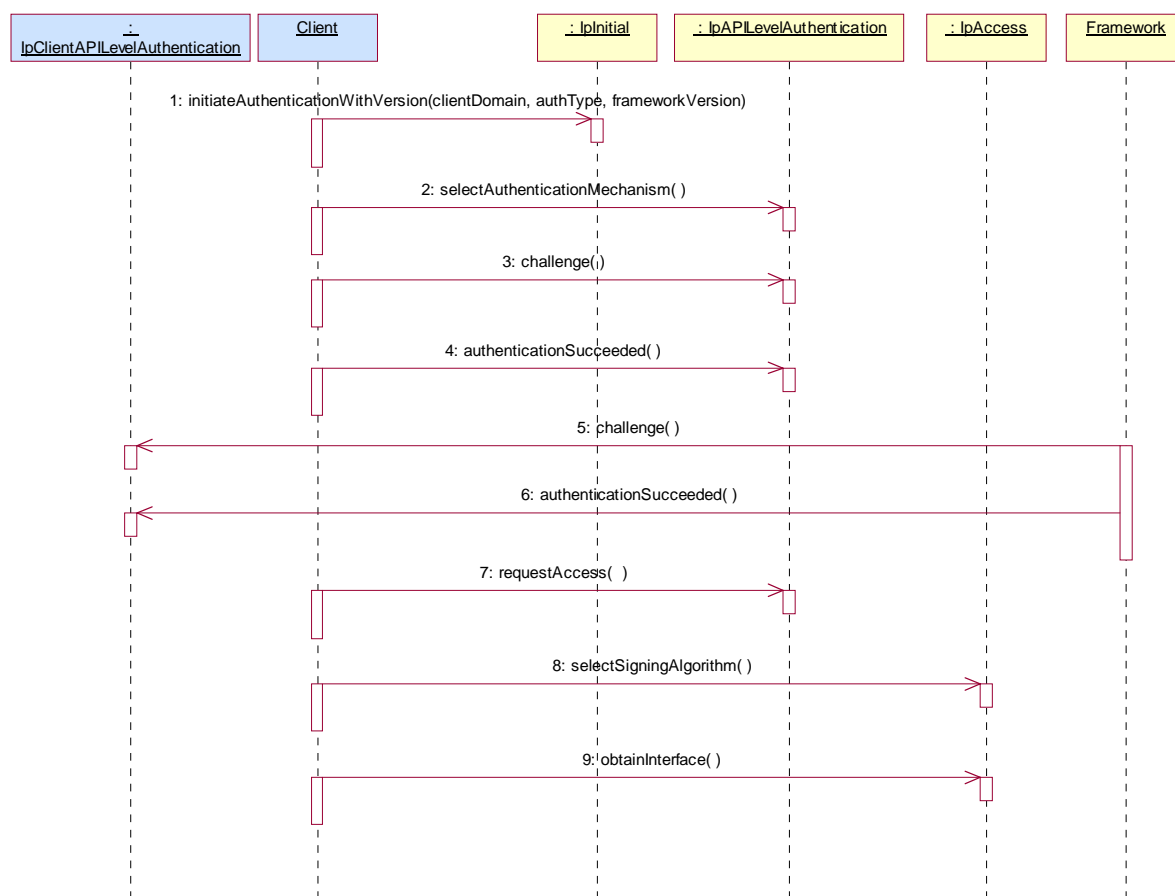 :
IpClientAPILevelAuthentication
Client
: IpInitial
: IpAPILevelAuthentication
: IpAccess
Framework
1: initiateAuthenticationWithVersion(clientDomain, authType, frameworkVersion)
2: selectAuthenticationMechanism( )
3: challenge( )
4: authenticationSucceeded( )
5: challenge( )
6: authenticationSucceeded( )
7: requestAccess(  )
8: selectSigningAlgorithm( )
9: obtainInterface( )